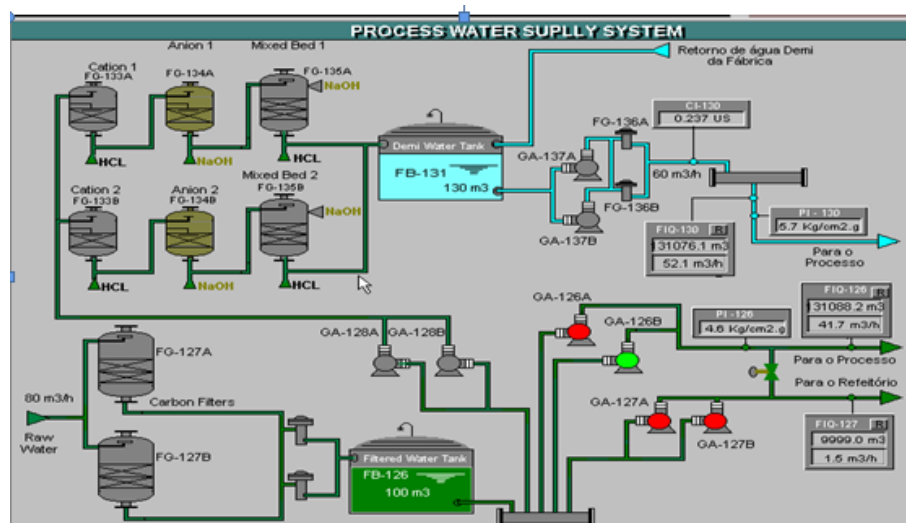 PROCESS WATER SUPLLY SYSTEM
Anion 1
Mixed Bed 1
Cation 1
FG-133A
FG-134A
FG-135A
NaOH
HCL
NaOH
HCL
Retorno de água Demi
da Fábrica
CI-130
0.237 US
FG-136A
Demi Water Tank
FB-131
130 m3
GA-137A
60 m3/h
FG-136B
GA-137B
PI - 130
5.7 Kg/cm2.g
FIQ-130 R
131076.1 m3
52.1 m3/h
Para o
Processo
Cation 2
FG-133B
Anion 2
FG-134B
Mixed Bed 2
FG-135B
NaOH
HCL
NaOH
HCL
GA-126A
GA-126B
PI -126
4.6 Kg/cm2.g
FIQ-126 R
131088.2 m3
41.7 m3/h
GA-128A
GA-128B
Para o Processo
Para o Refeitório
FG-127A
80 m3/h
Raw
Water
Carbon Filters
FG-127B
GA-127A
GA-127B
FIQ-127 R
9999.0 m3
1.5 m3/h
Filtered Water Tank
FB-126
100 m3